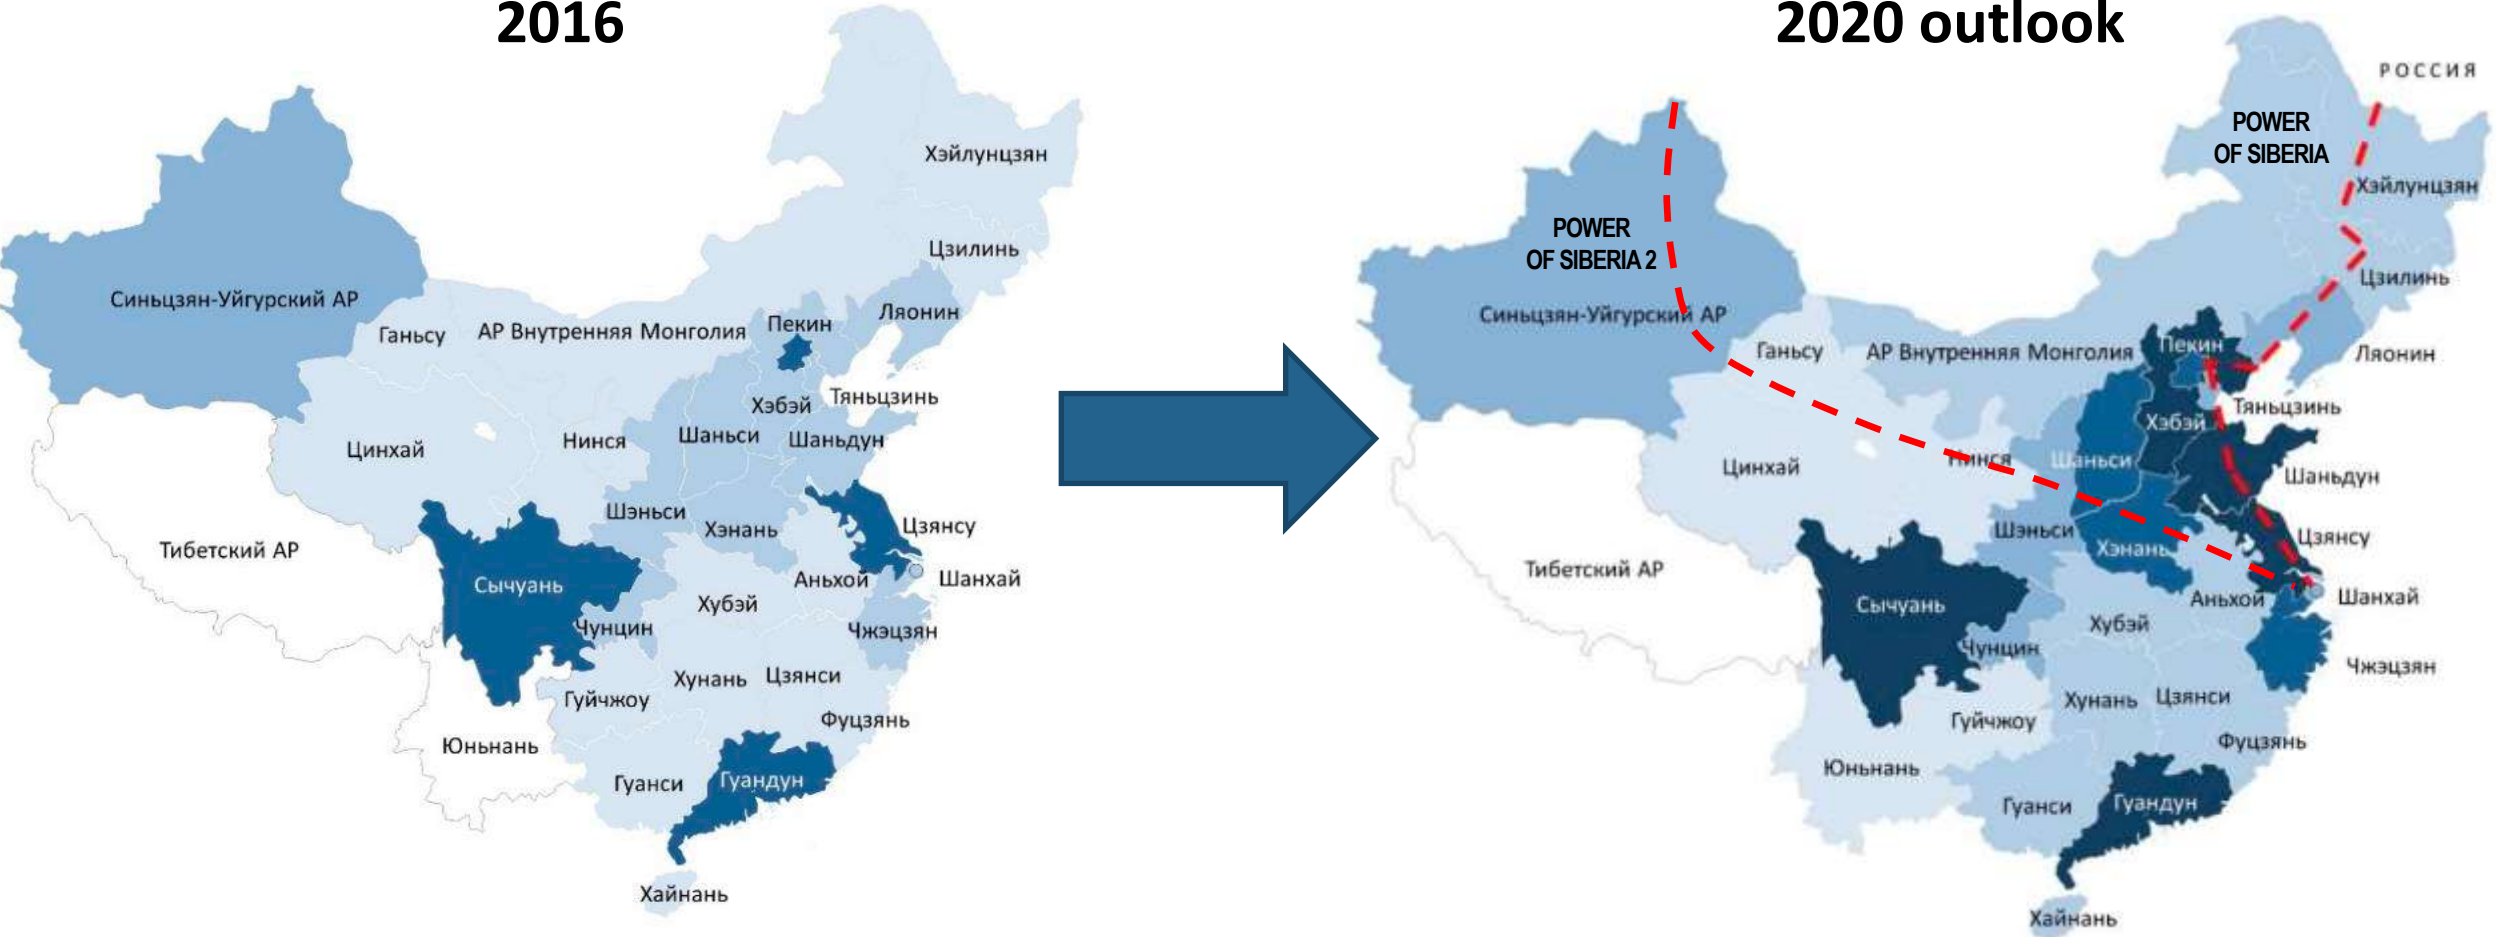 2016
Хэйлунцзян
Цзилинь
Синьцзян-Уйгурский АР
Ганьсу
АР Внутренняя Монголия
Пекин
Ляонин
Хэбэй
Тяньцзинь
Цинхай
Нинся
Шаньси
Шаньдун
Шэньси
Хэнань
Цзянсу
Тибетский АР
Сычуань
Аньхой
Шанхай
Хубэй
Чунцин
Чжэцзян
Хунань
Цзянси
Гуйчжоу
Фуцзянь
Юньнань
Гуанси
Гуандун
Хайнань
2020 outlook
РОССИЯ
POWER
OF SIBERIA
Хэйлунцзян
POWER
OF SIBERIA 2
Цзилинь
Синьцзян-Уйгурский АР
Ганьсу
АР Внутренняя Монголия
Пекин
Ляонин
Тяньцзинь
Хэбэй
Цинхай
Нинся
Шаньси
Шаньдун
Шэньси
Хэнань
Цзянсу
Тибетский АР
Сычуань
Аньхой
Шанхай
Хубэй
Чунцин
Чжэцзян
Хунань
Цзянси
Гуйчжоу
Фуцзянь
Юньнань
Гуанси
Гуандун
Хайнань